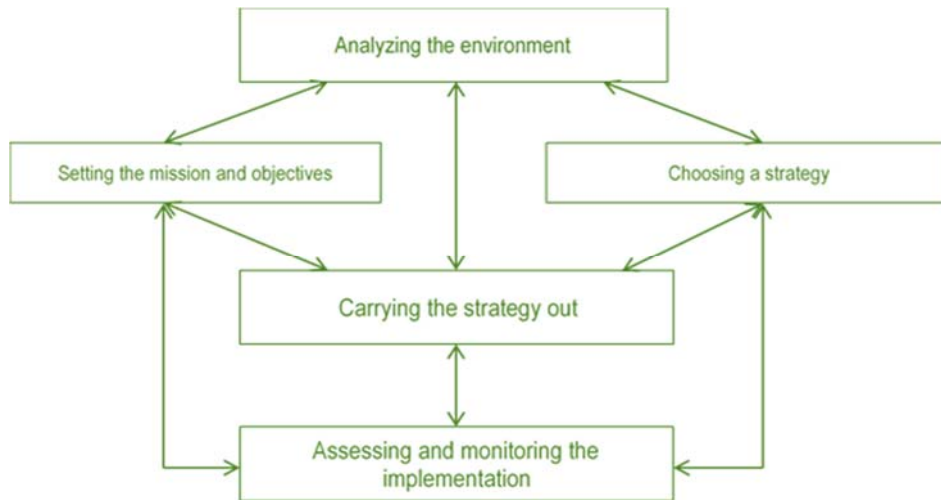 Analyzing the environment
Setting the mission and objectives
Choosing a strategy
Carrying the strategy out
Assessing and monitoring the
implementation